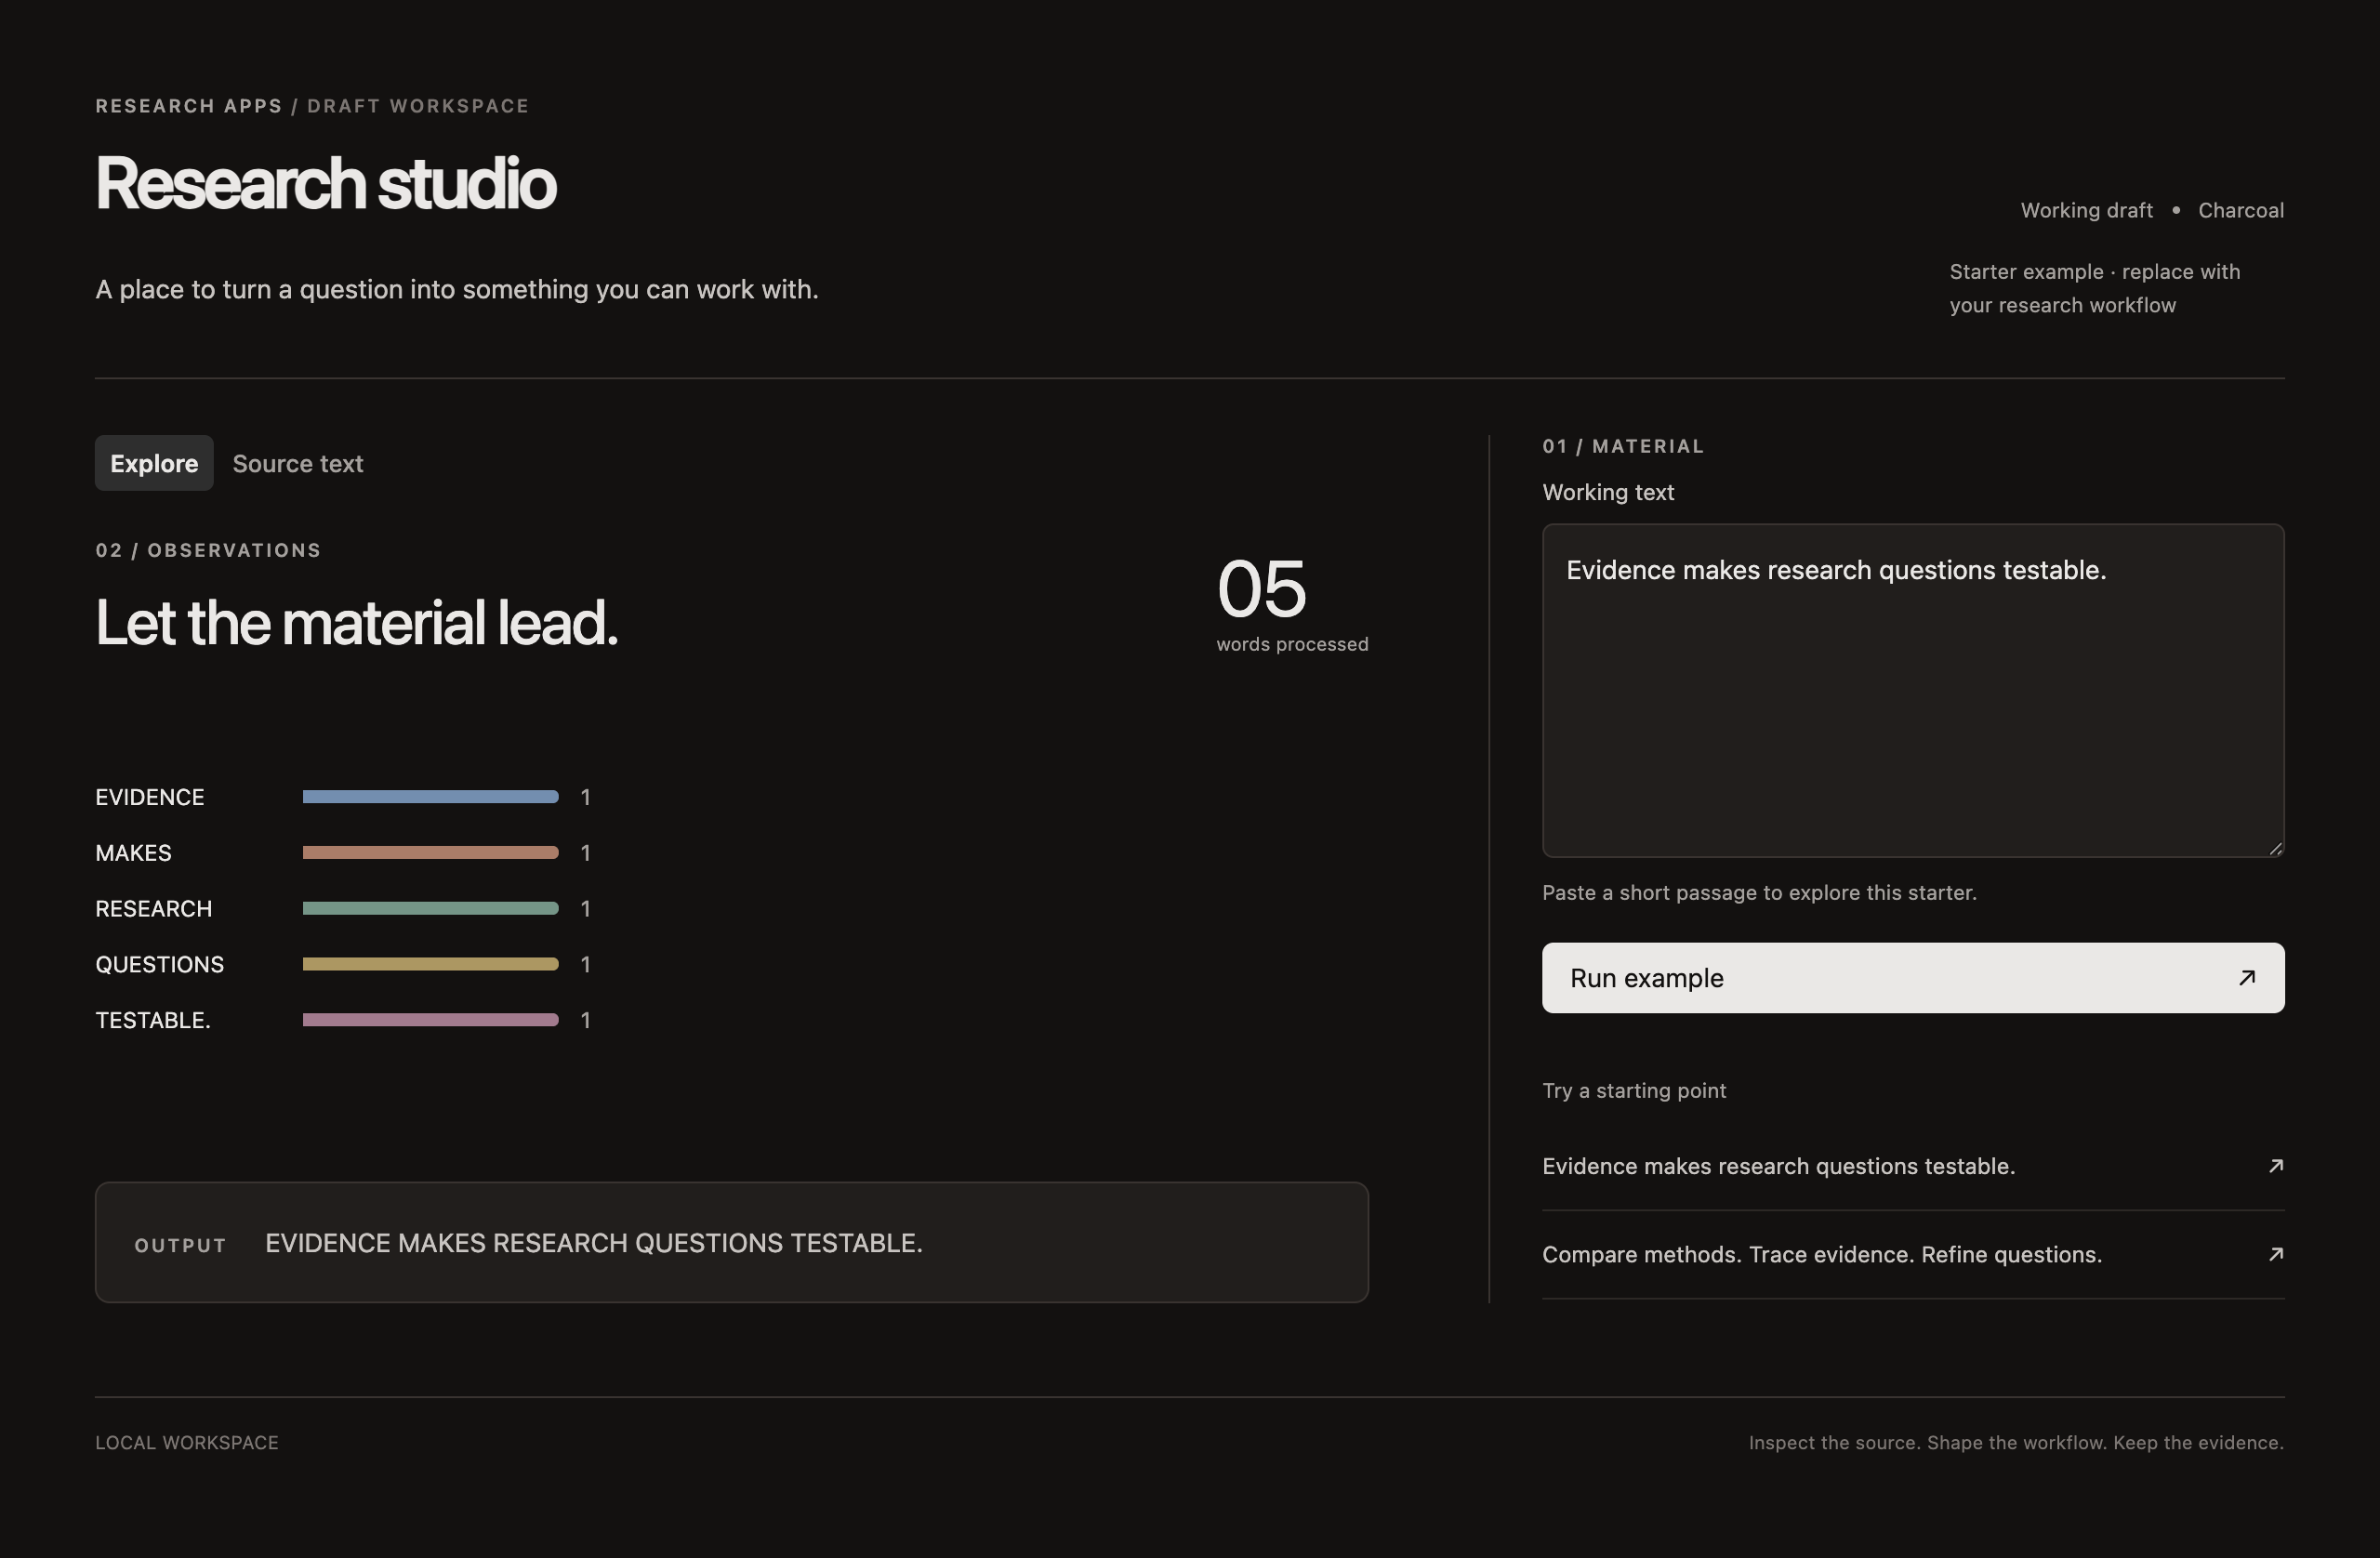 RESEARCH APPS / DRAFT WORKSPACE
Research studio
A place to turn a question into something you can work with.
Working draft • Charcoal
Starter example · replace with
your research workflow
Explore
Source text
02 / OBSERVATIONS
Let the material lead.
05
words processed
EVIDENCE 1
MAKES 1
RESEARCH 1
QUESTIONS 1
TESTABLE. 1
OUTPUT EVIDENCE MAKES RESEARCH QUESTIONS TESTABLE.
01 / MATERIAL
Working text
Evidence makes research questions testable.
Paste a short passage to explore this starter.
Run example
Try a starting point
Evidence makes research questions testable.
Compare methods. Trace evidence. Refine questions.
LOCAL WORKSPACE
Inspect the source. Shape the workflow. Keep the evidence.